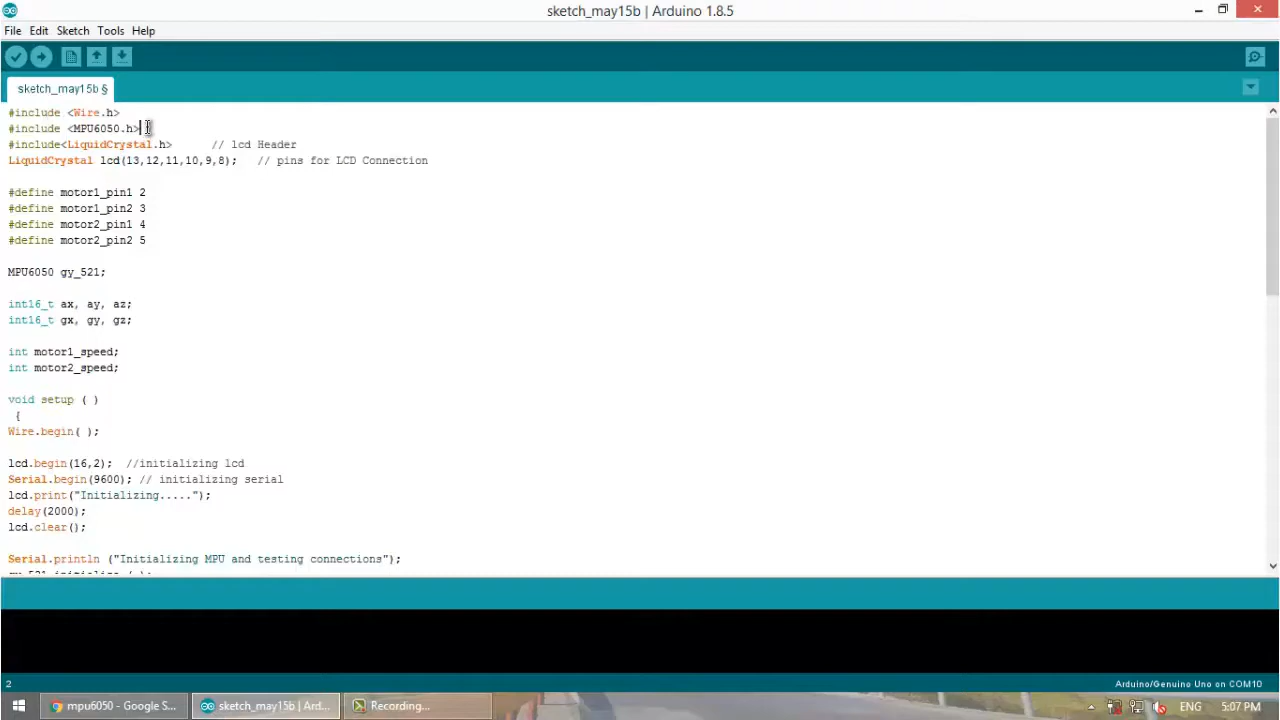 sketch_may15b | Arduino 1.8.5
File Edit Sketch Tools Help
sketch_may15b §
#include <Wire.h>
#include <MPU6050.h>
#include<LiquidCrystal.h> // lcd Header
LiquidCrystal lcd(13,12,11,10,9,8); // pins for LCD Connection
#define motor1_pin1 2
#define motor1_pin2 3
#define motor2_pin1 4
#define motor2_pin2 5
MPU6050 gy_521;
int16_t ax, ay, az;
int16_t gx, gy, gz;
int motor1_speed;
int motor2_speed;
void setup ( )
{
Wire.begin( );
lcd.begin(16,2); //initializing lcd
Serial.begin(9600); // initializing serial
lcd.print("Initializing.....");
delay(2000);
lcd.clear();
Serial.println ("Initializing MPU and testing connections");
2 Arduino/Genuino Uno on COM10
mpu6050 - Google S... sketch_may15b | Ard... Recording... ENG 5:07 PM